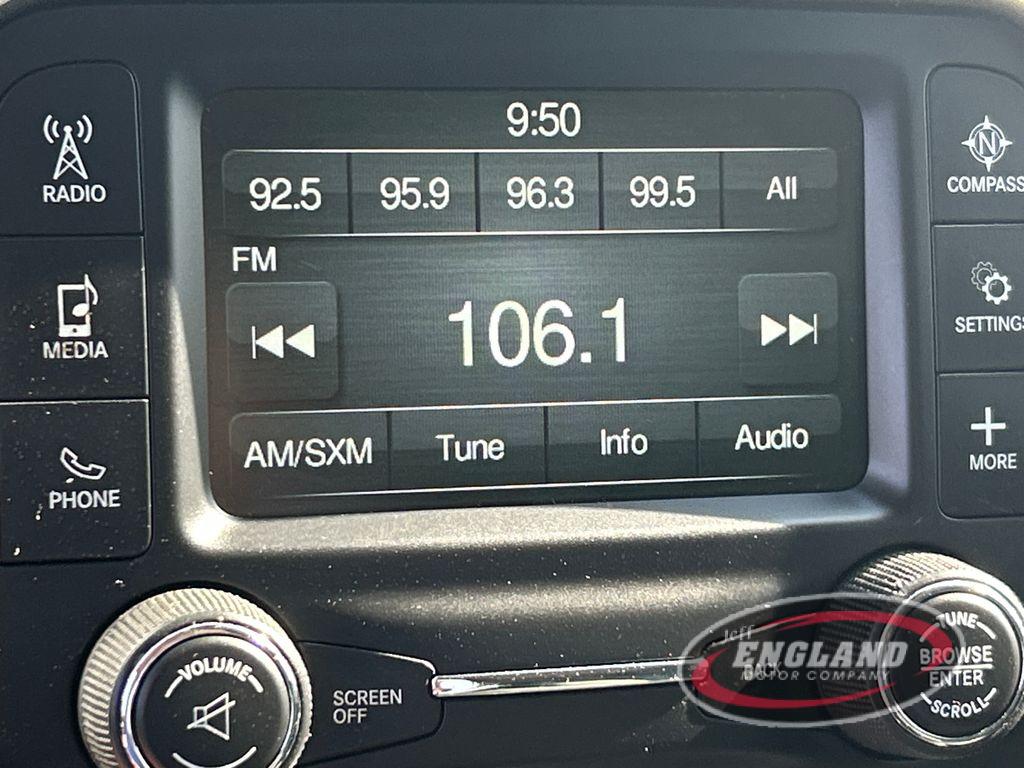 9:50
92.5 95.9 96.3 99.5 All
FM
106.1
AM/SXM Tune Info Audio
RADIO
MEDIA
PHONE
N
COMPASS
SETTINGS
MORE
VOLUME
SCREEN
OFF
BACK
TUNE
BROWSE
ENTER
SCROLL
Jeff
ENGLAND
MOTOR COMPANY